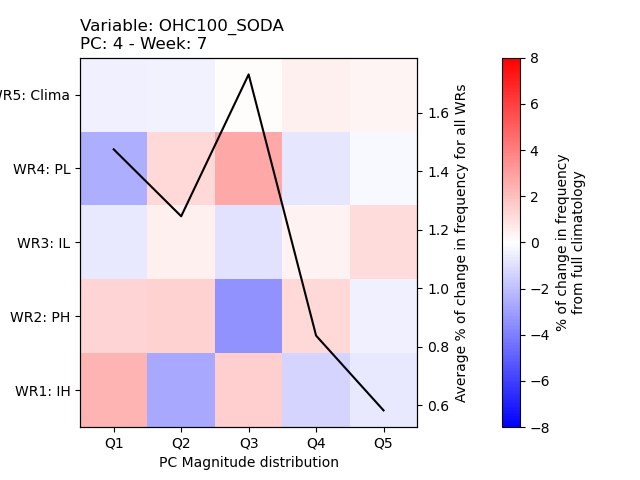 Variable: OHC100_SODA
PC: 4 - Week: 7
WR5: Clima
WR4: PL
WR3: IL
WR2: PH
WR1: IH
Q1 Q2 Q3 Q4 Q5
PC Magnitude distribution
1.6
1.4
1.2
1.0
0.8
0.6
Average % of change in frequency for all WRs
8
6
4
2
0
−2
−4
−6
−8
% of change in frequency
from full climatology